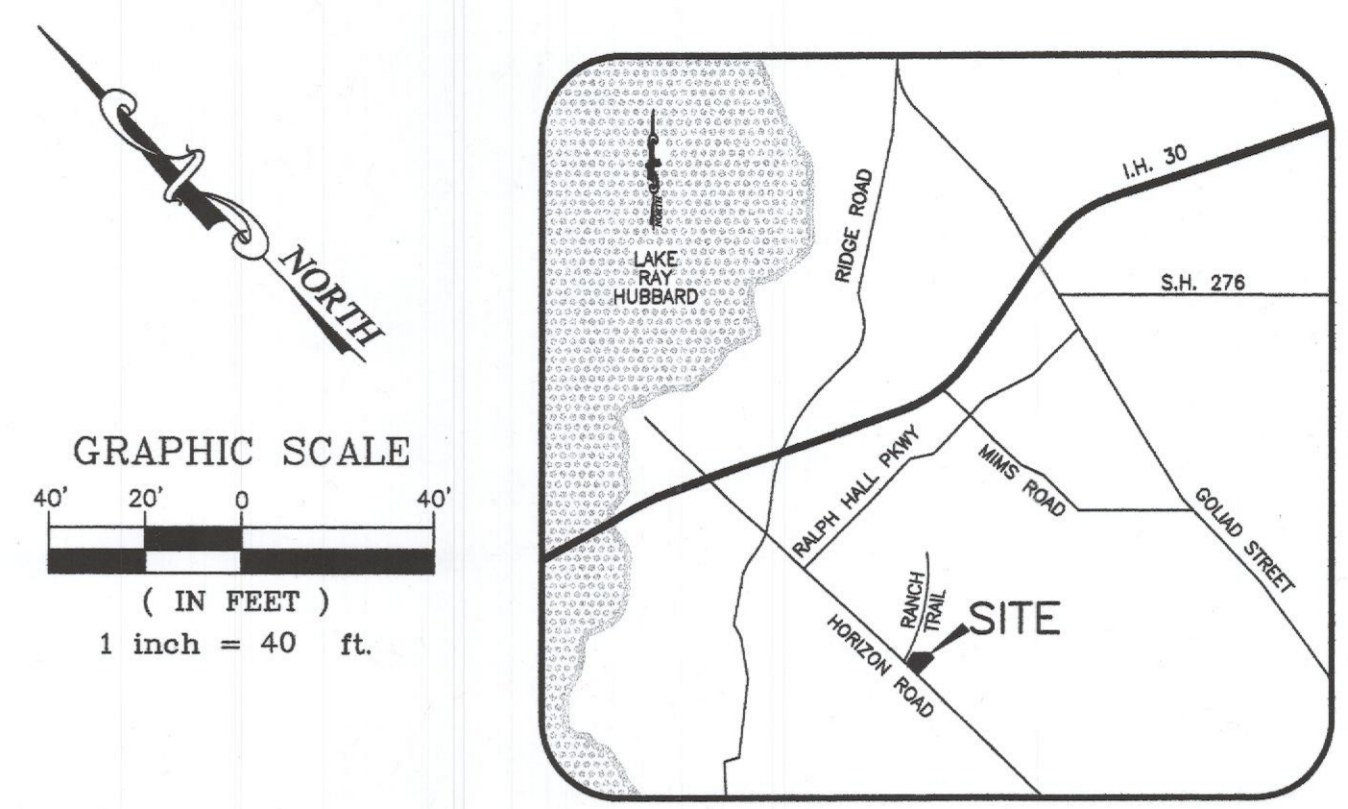 NORTH
GRAPHIC SCALE
40' 20' 0 40'
( IN FEET )
1 inch = 40 ft.
NORTH
LAKE
RAY
HUBBARD
RIDGE ROAD
I.H. 30
S.H. 276
RALPH HALL PKWY
MIMS ROAD
GOLIAD STREET
RANCH
TRAIL
SITE
HORIZON ROAD